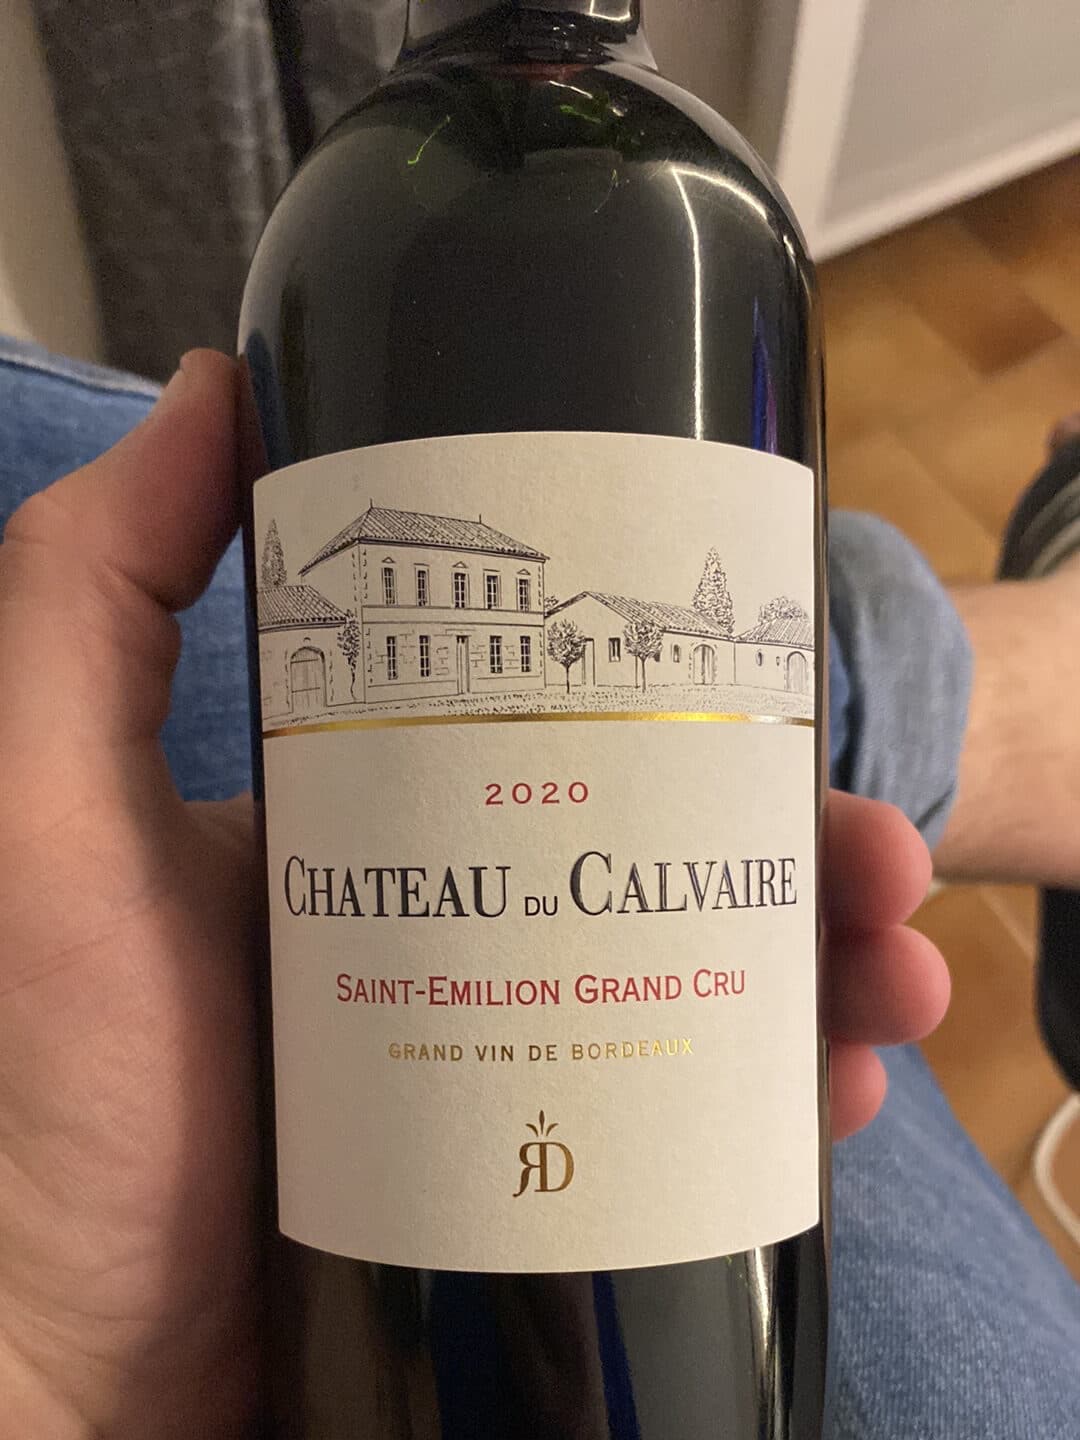 2020
CHATEAU DU CALVAIRE
SAINT-EMILION GRAND CRU
GRAND VIN DE BORDEAUX
RD